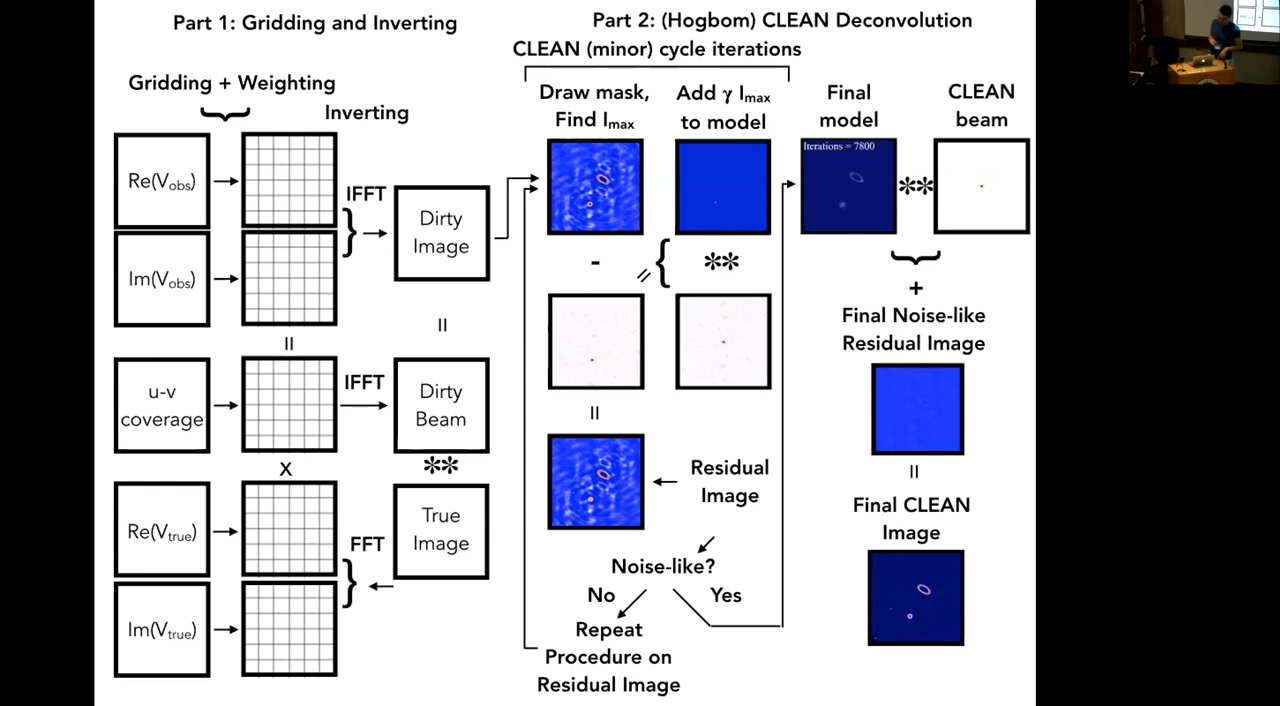 Part 1: Gridding and Inverting
Gridding + Weighting
Inverting
Re(Vobs)
Im(Vobs)
IFFT
Dirty
Image
=
u-v
coverage
IFFT
Dirty
Beam
=
X
**
Re(Vtrue)
Im(Vtrue)
FFT
True
Image
Part 2: (Hogbom) CLEAN Deconvolution
CLEAN (minor) cycle iterations
Draw mask,
Find Imax
Add γ Imax
to model
-
=
{
**
=
Residual
Image
Noise-like?
No
Yes
Repeat
Procedure on
Residual Image
Final
model
CLEAN
beam
Iterations = 7800
**
+
Final Noise-like
Residual Image
=
Final CLEAN
Image